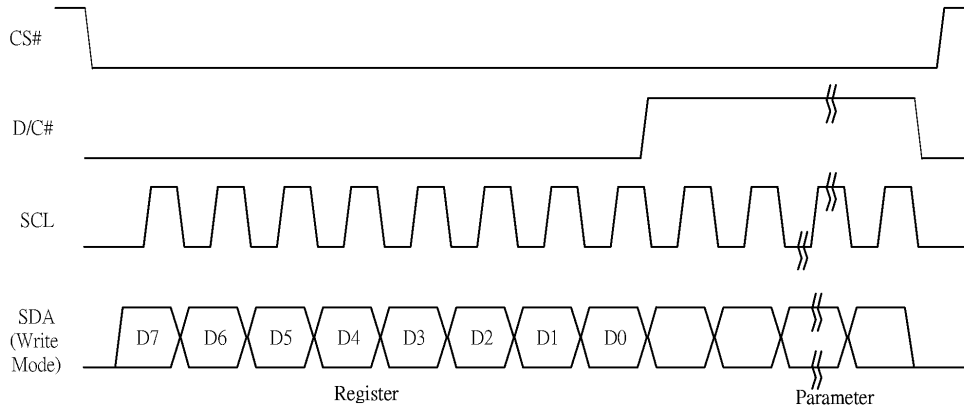 CS#
D/C#
SCL
SDA
(Write
Mode)
D7 D6 D5 D4 D3 D2 D1 D0
Register Parameter